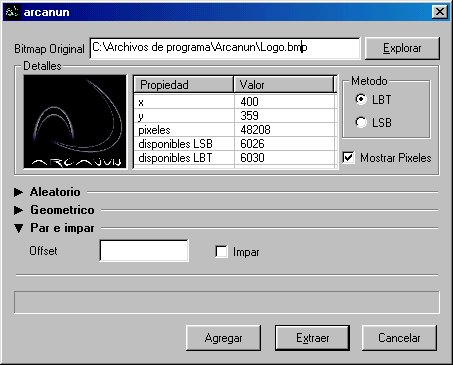 arcanun
Bitmap Original C:\Archivos de programa\Arcanun\Logo.bmp Explorar
Detalles
ARCANUN
Propiedad Valor
x 400
y 359
pixeles 48208
disponibles LSB 6026
disponibles LBT 6030
Metodo
LBT
LSB
Mostrar Pixeles
Aleatorio
Geometrico
Par e impar
Offset Impar
Agregar Extraer Cancelar